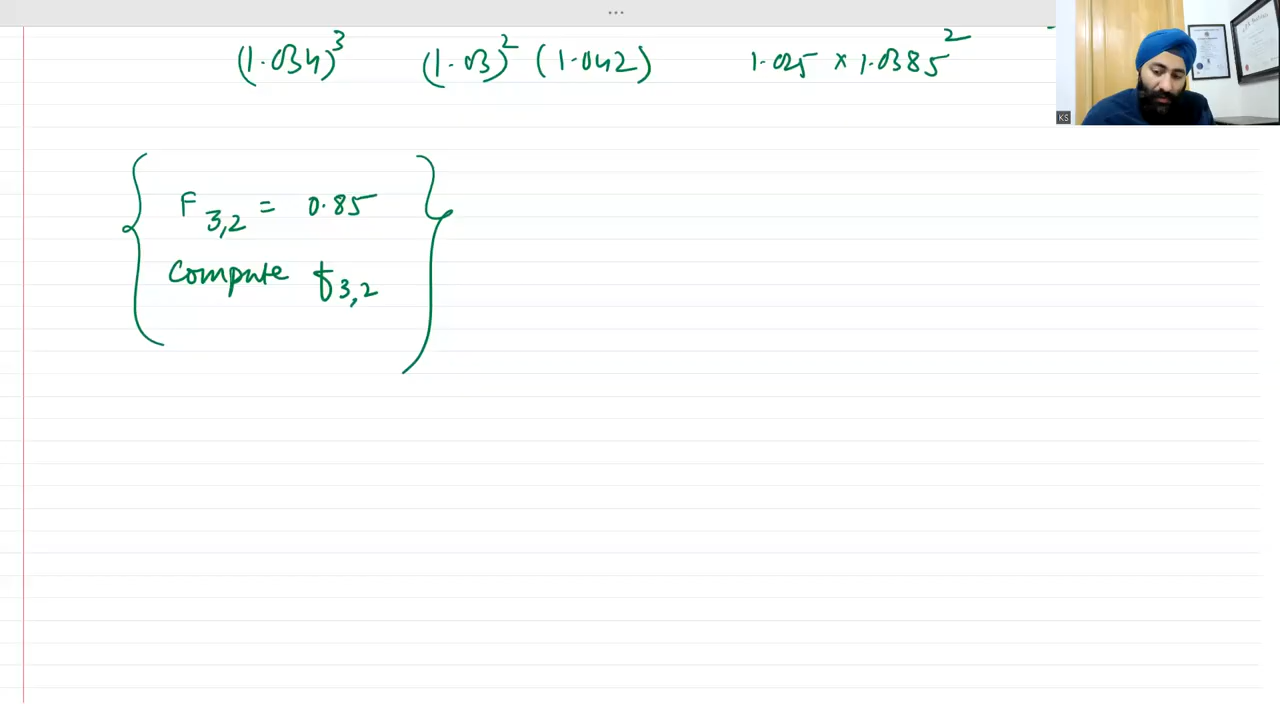 (1.034)³ (1.03)² (1.042) 1.025 × 1.0385²
F₃,₂ = 0.85
Compute f₃,₂
KS